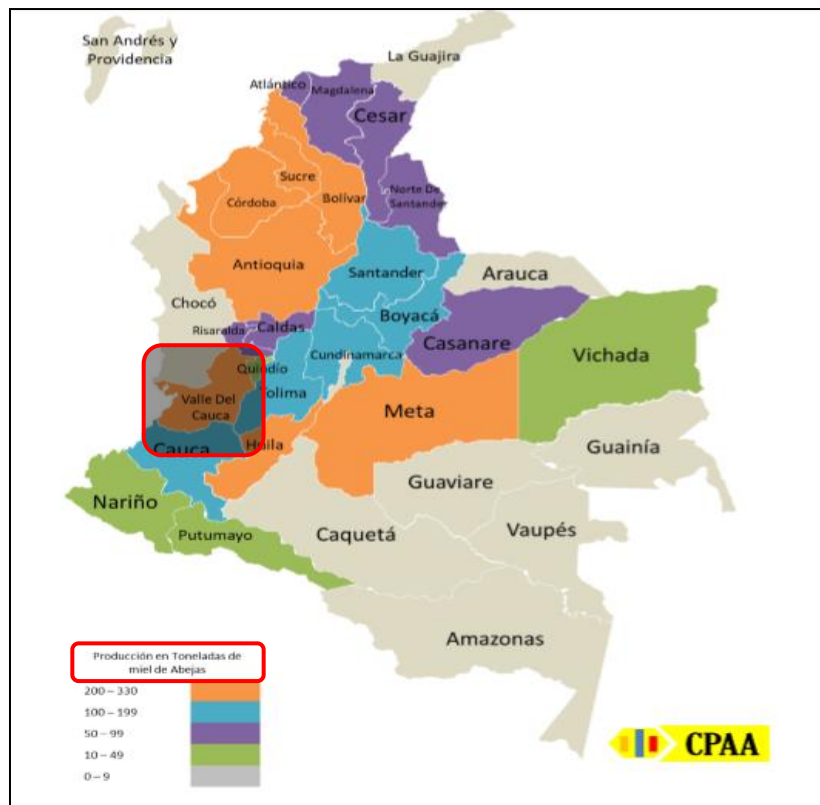 San Andrés y
Providencia
La Guajira
Atlántico
Magdalena
Cesar
Sucre
Norte De
Santander
Córdoba
Bolívar
Antioquia
Santander
Arauca
Chocó
Boyacá
Risaralda
Caldas
Cundinamarca
Casanare
Vichada
Quindío
Tolima
Valle Del
Cauca
Meta
Cauca
Huila
Guainía
Guaviare
Nariño
Putumayo
Caquetá
Vaupés
Amazonas
Producción en Toneladas de
miel de Abejas
200 – 330
100 – 199
50 – 99
10 – 49
0 – 9
CPAA